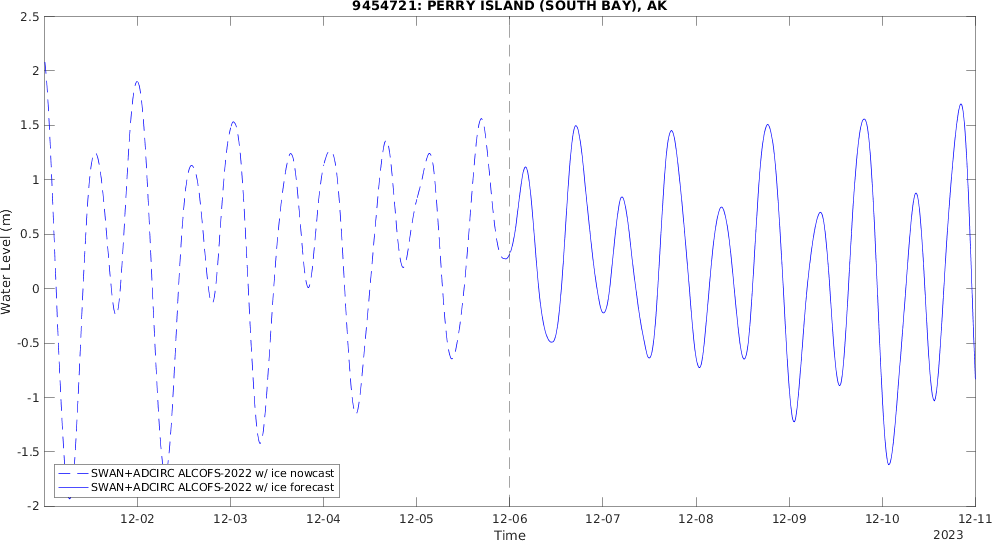 9454721: PERRY ISLAND (SOUTH BAY), AK
Water Level (m)
2.5
2
1.5
1
0.5
0
-0.5
-1
-1.5
-2
SWAN+ADCIRC ALCOFS-2022 w/ ice nowcast
SWAN+ADCIRC ALCOFS-2022 w/ ice forecast
12-02 12-03 12-04 12-05 12-06 12-07 12-08 12-09 12-10 12-11
Time
2023